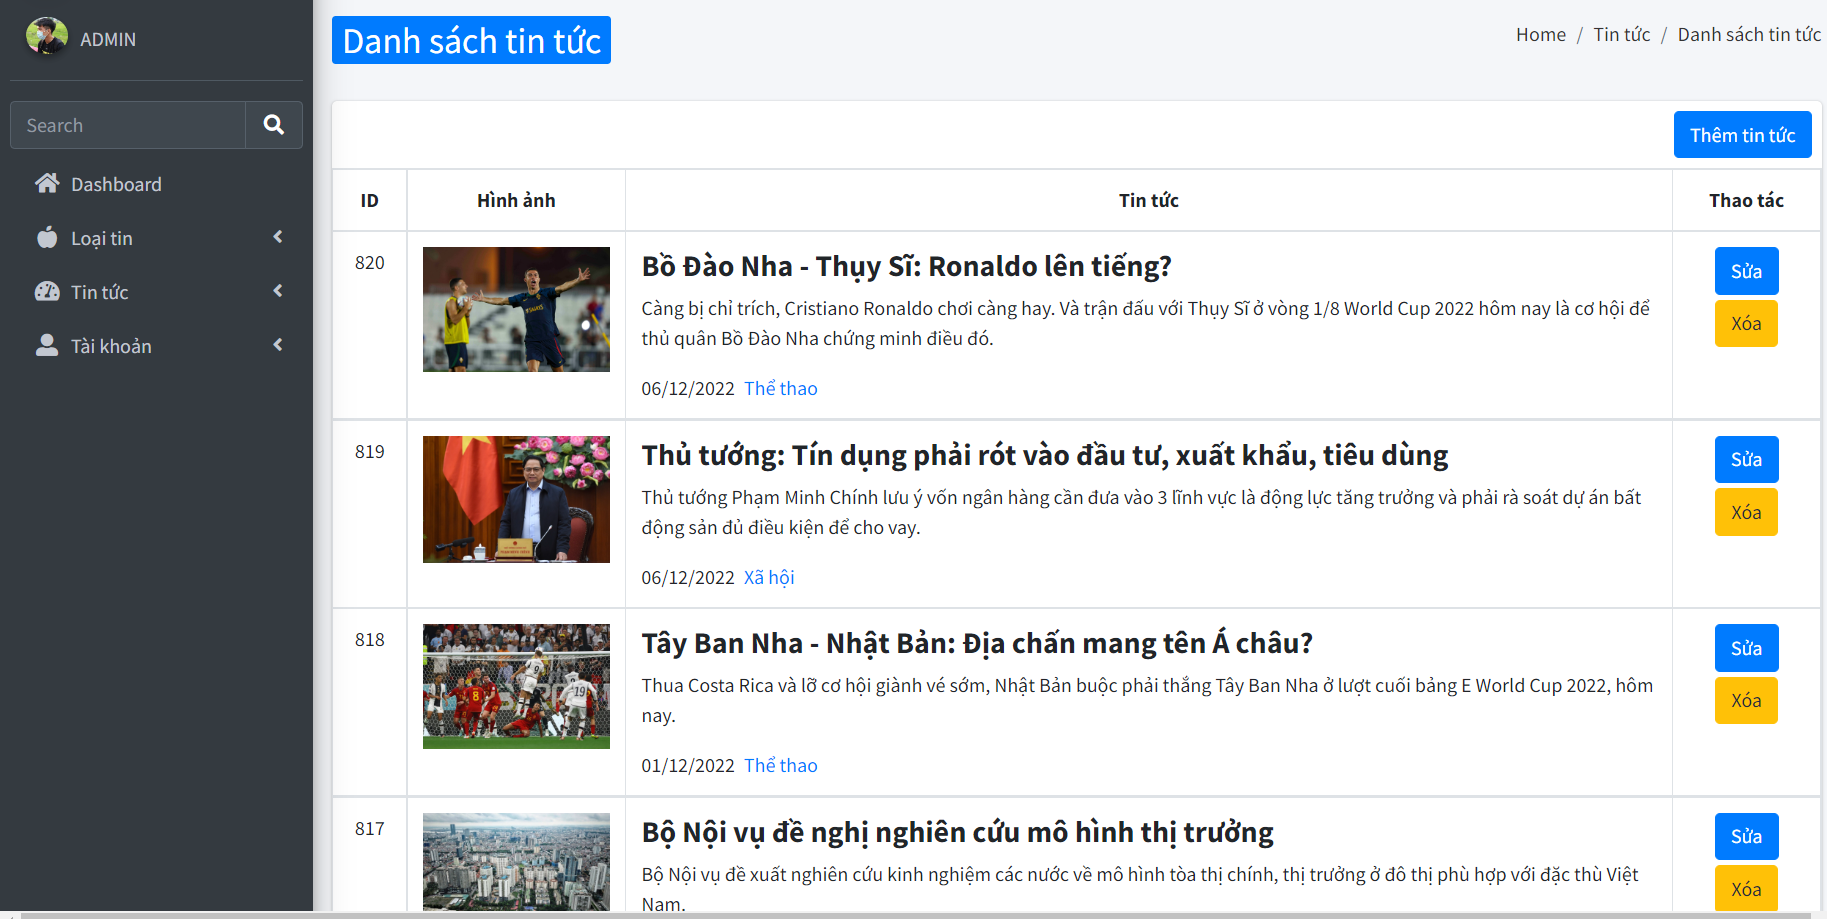 ADMIN
Search
Dashboard
Loại tin
Tin tức
Tài khoản
Danh sách tin tức
Home / Tin tức / Danh sách tin tức
Thêm tin tức
ID Hình ảnh Tin tức Thao tác
820
Bồ Đào Nha - Thụy Sĩ: Ronaldo lên tiếng?
Càng bị chỉ trích, Cristiano Ronaldo chơi càng hay. Và trận đấu với Thụy Sĩ ở vòng 1/8 World Cup 2022 hôm nay là cơ hội để
thủ quân Bồ Đào Nha chứng minh điều đó.
06/12/2022 Thể thao
Sửa
Xóa
819
Thủ tướng: Tín dụng phải rót vào đầu tư, xuất khẩu, tiêu dùng
Thủ tướng Phạm Minh Chính lưu ý vốn ngân hàng cần đưa vào 3 lĩnh vực là động lực tăng trưởng và phải rà soát dự án bất
động sản đủ điều kiện để cho vay.
06/12/2022 Xã hội
Sửa
Xóa
818
Tây Ban Nha - Nhật Bản: Địa chấn mang tên Á châu?
Thua Costa Rica và lỡ cơ hội giành vé sớm, Nhật Bản buộc phải thắng Tây Ban Nha ở lượt cuối bảng E World Cup 2022, hôm
nay.
01/12/2022 Thể thao
Sửa
Xóa
817
Bộ Nội vụ đề nghị nghiên cứu mô hình thị trưởng
Bộ Nội vụ đề xuất nghiên cứu kinh nghiệm các nước về mô hình tòa thị chính, thị trưởng ở đô thị phù hợp với đặc thù Việt
Nam.
Sửa
Xóa